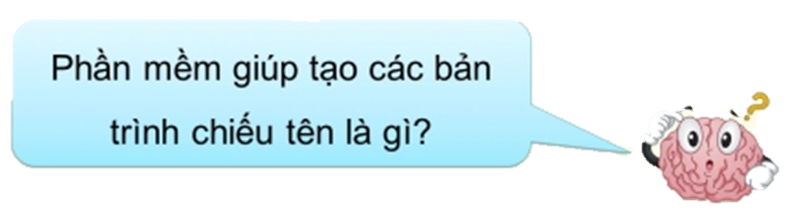 Phần mềm giúp tạo các bản
trình chiếu tên là gì?
?